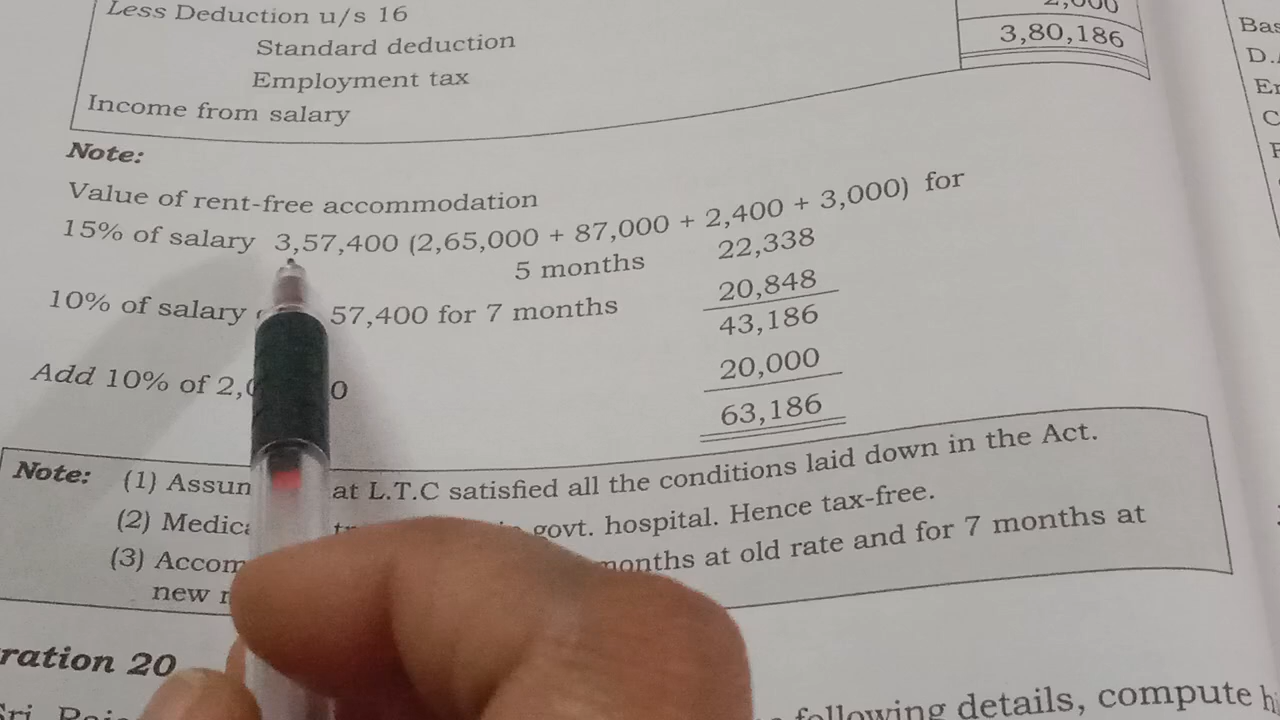 Less Deduction u/s 16
2,000
Standard deduction
3,80,186
Employment tax
Income from salary
Note:
Value of rent-free accommodation
15% of salary 3,57,400 (2,65,000 + 87,000 + 2,400 + 3,000) for
5 months 22,338
10% of salary 57,400 for 7 months 20,848
43,186
Add 10% of 2, 0 20,000
63,186
Note: (1) Assun at L.T.C satisfied all the conditions laid down in the Act.
(2) Medica govt. hospital. Hence tax-free.
(3) Accom months at old rate and for 7 months at
new
ration 20
Sri following details, compute h
Bas
D.